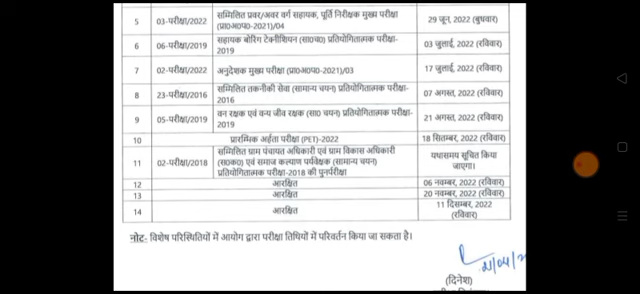 5 03-परीक्षा/2022 सम्मिलित प्रवर/अवर वर्ग सहायक, पूर्ति निरीक्षक मुख्य परीक्षा (प्रा०अ०प०-2021)/04 29 जून, 2022 (बुधवार)
6 06-परीक्षा/2019 सहायक बोरिंग टेक्नीशियन (सा०च०) प्रतियोगितात्मक परीक्षा-2019 03 जुलाई, 2022 (रविवार)
7 02-परीक्षा/2022 अनुदेशक मुख्य परीक्षा (प्रा०अ०प०-2021)/03 17 जुलाई, 2022 (रविवार)
8 23-परीक्षा/2016 सम्मिलित तकनीकी सेवा (सामान्य चयन) प्रतियोगितात्मक परीक्षा-2016 07 अगस्त, 2022 (रविवार)
9 05-परीक्षा/2019 वन रक्षक एवं वन्य जीव रक्षक (सा० चयन) प्रतियोगितात्मक परीक्षा-2019 21 अगस्त, 2022 (रविवार)
10 प्रारम्भिक अर्हता परीक्षा (PET)-2022 18 सितम्बर, 2022 (रविवार)
11 02-परीक्षा/2018 सम्मिलित ग्राम पंचायत अधिकारी एवं ग्राम विकास अधिकारी (सा०क०) एवं समाज कल्याण पर्यवेक्षक (सामान्य चयन) प्रतियोगितात्मक परीक्षा-2018 की पुनर्परीक्षा यथासमय सूचित किया जाएगा।
12 आरक्षित 06 नवम्बर, 2022 (रविवार)
13 आरक्षित 20 नवम्बर, 2022 (रविवार)
14 आरक्षित 11 दिसम्बर, 2022 (रविवार)
नोट- विशेष परिस्थितियों में आयोग द्वारा परीक्षा तिथियों में परिवर्तन किया जा सकता है।
(दिनेश)